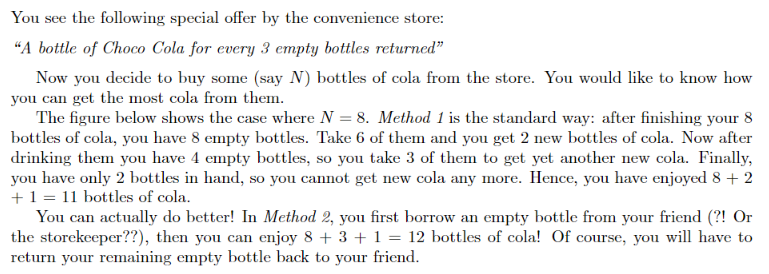 You see the following special offer by the convenience store:
“A bottle of Choco Cola for every 3 empty bottles returned”
Now you decide to buy some (say N) bottles of cola from the store. You would like to know how
you can get the most cola from them.
The figure below shows the case where N = 8. Method 1 is the standard way: after finishing your 8
bottles of cola, you have 8 empty bottles. Take 6 of them and you get 2 new bottles of cola. Now after
drinking them you have 4 empty bottles, so you take 3 of them to get yet another new cola. Finally,
you have only 2 bottles in hand, so you cannot get new cola any more. Hence, you have enjoyed 8 + 2
+ 1 = 11 bottles of cola.
You can actually do better! In Method 2, you first borrow an empty bottle from your friend (?! Or
the storekeeper??), then you can enjoy 8 + 3 + 1 = 12 bottles of cola! Of course, you will have to
return your remaining empty bottle back to your friend.